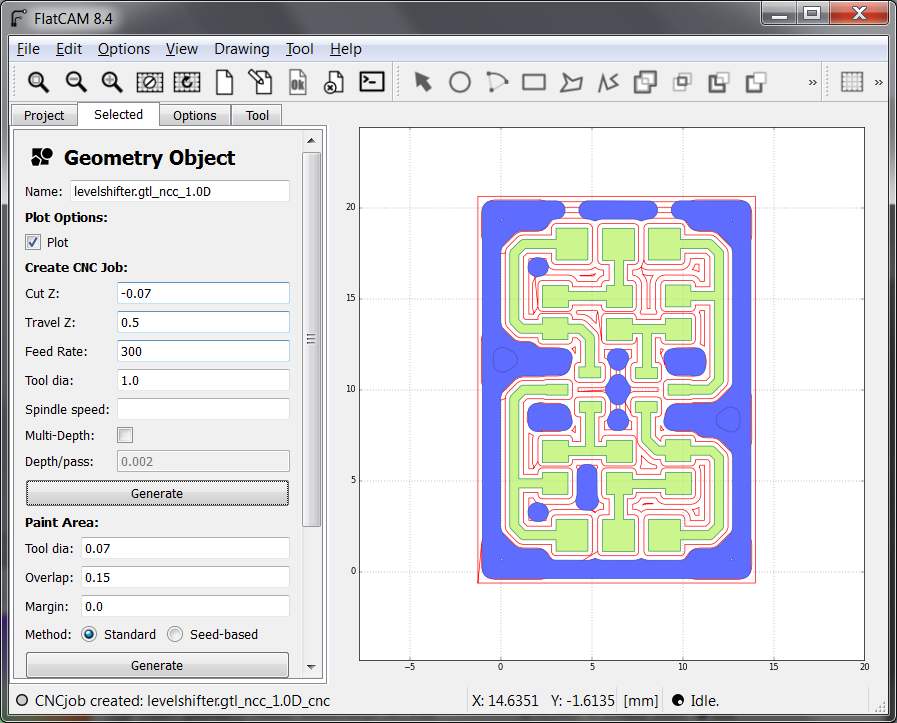 FlatCAM 8.4
File Edit Options View Drawing Tool Help
Ok
Project Selected Options Tool
Geometry Object
Name: levelshifter.gtl_ncc_1.0D
Plot Options:
Plot
Create CNC Job:
Cut Z: -0.07
Travel Z: 0.5
Feed Rate: 300
Tool dia: 1.0
Spindle speed:
Multi-Depth:
Depth/pass: 0.002
Generate
Paint Area:
Tool dia: 0.07
Overlap: 0.15
Margin: 0.0
Method: Standard Seed-based
Generate
20
15
10
5
0
−5 0 5 10 15 20
CNCjob created: levelshifter.gtl_ncc_1.0D_cnc X: 14.6351 Y: -1.6135 [mm] Idle.